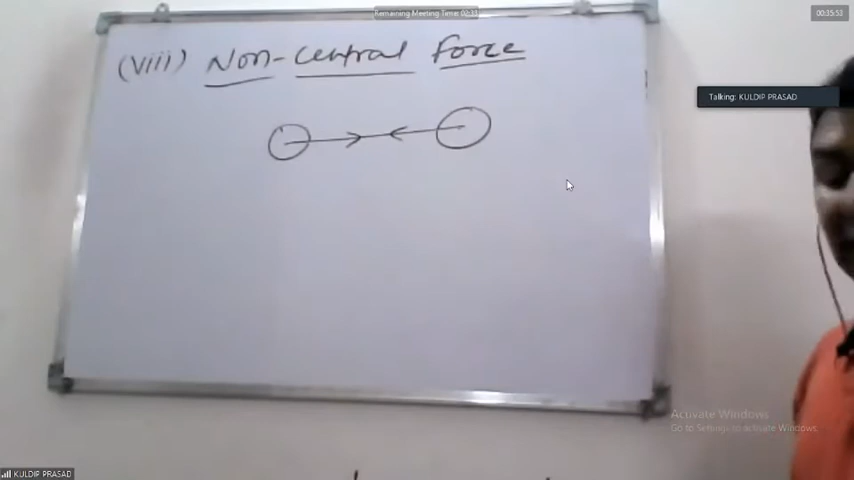 Remaining Meeting Time: 02:33
00:35:53
(viii) Non-Central Force
Talking: KULDIP PRASAD
Activate Windows
Go to Settings to activate Windows.
KULDIP PRASAD